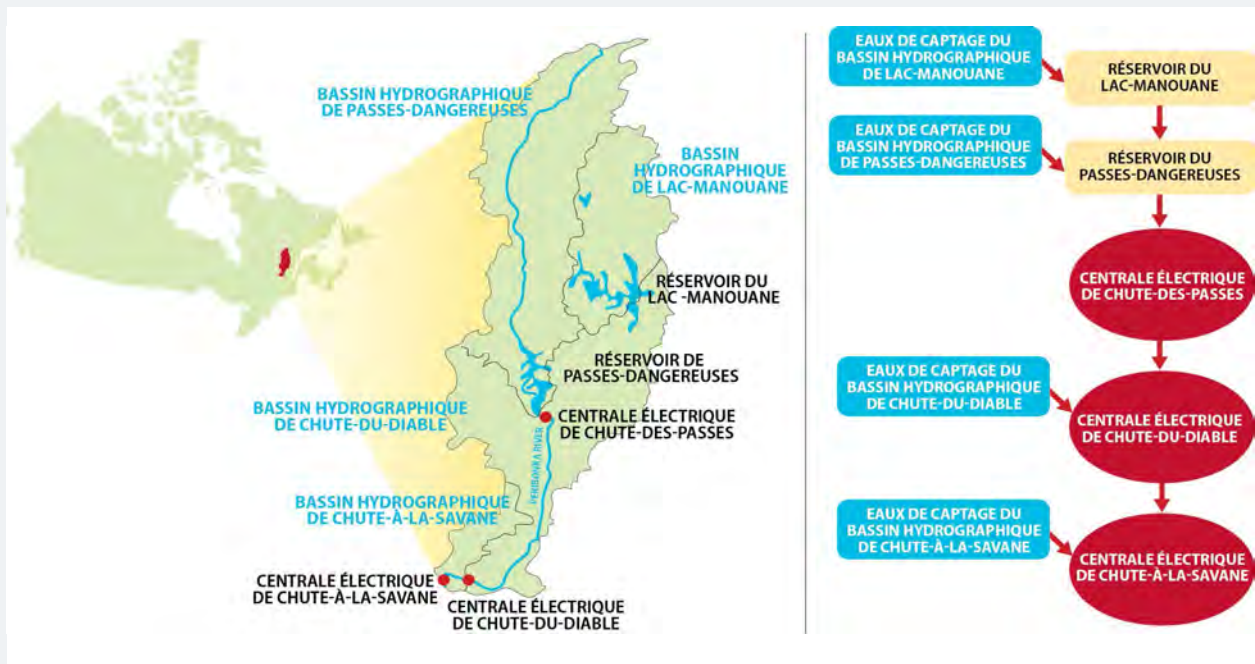 BASSIN HYDROGRAPHIQUE
DE PASSES-DANGEREUSES
BASSIN
HYDROGRAPHIQUE
DE LAC-MANOUANE
RÉSERVOIR DU
LAC -MANOUANE
RÉSERVOIR DE
PASSES-DANGEREUSES
BASSIN HYDROGRAPHIQUE
DE CHUTE-DU-DIABLE
CENTRALE ÉLECTRIQUE
DE CHUTE-DES-PASSES
PERIBONKA RIVER
BASSIN HYDROGRAPHIQUE
DE CHUTE-À-LA-SAVANE
CENTRALE ÉLECTRIQUE
DE CHUTE-À-LA-SAVANE
CENTRALE ÉLECTRIQUE
DE CHUTE-DU-DIABLE
EAUX DE CAPTAGE DU
BASSIN HYDROGRAPHIQUE
DE LAC-MANOUANE
RÉSERVOIR DU
LAC-MANOUANE
EAUX DE CAPTAGE DU
BASSIN HYDROGRAPHIQUE
DE PASSES-DANGEREUSES
RÉSERVOIR DU
PASSES-DANGEREUSES
CENTRALE ÉLECTRIQUE
DE CHUTE-DES-PASSES
EAUX DE CAPTAGE DU
BASSIN HYDROGRAPHIQUE
DE CHUTE-DU-DIABLE
CENTRALE ÉLECTRIQUE
DE CHUTE-DU-DIABLE
EAUX DE CAPTAGE DU
BASSIN HYDROGRAPHIQUE
DE CHUTE-À-LA-SAVANE
CENTRALE ÉLECTRIQUE
DE CHUTE-À-LA-SAVANE